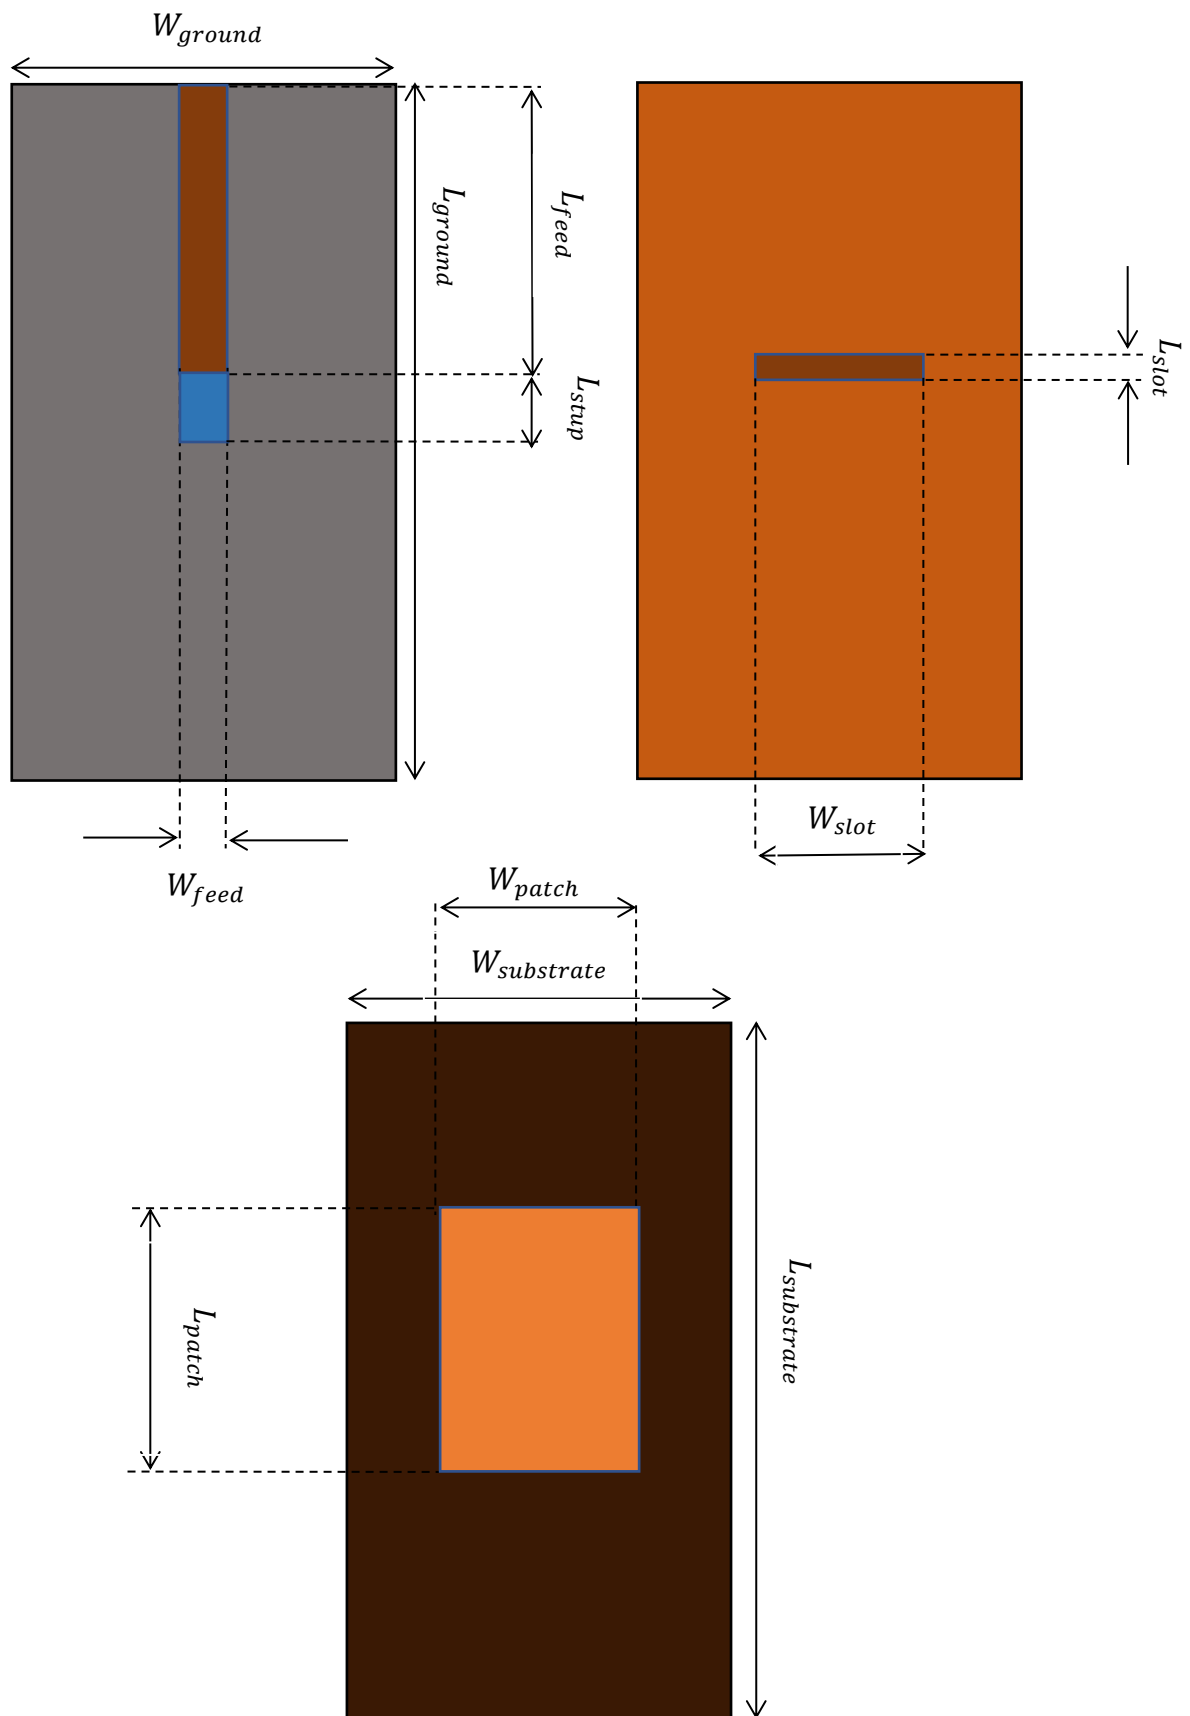 W_ground
L_ground
L_feed
L_stup
L_slot
W_slot
W_feed
W_patch
W_substrate
L_substrate
L_patch